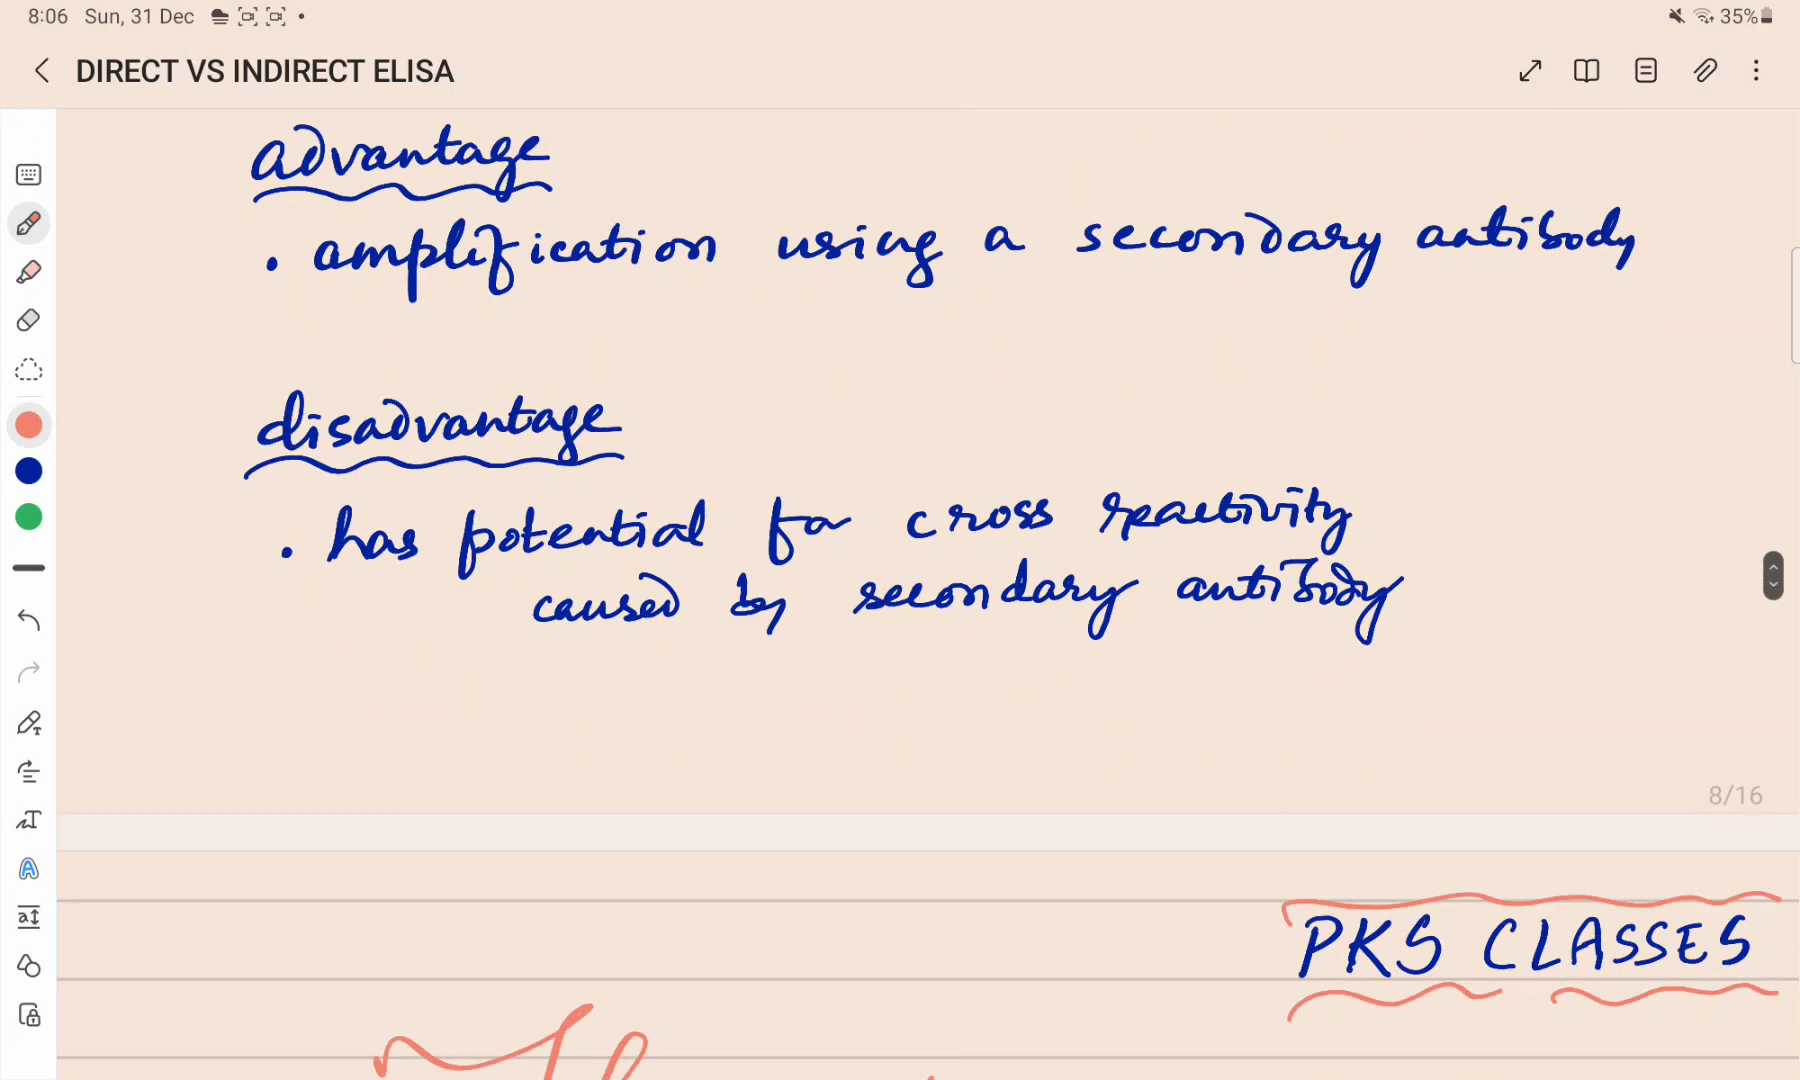 8:06 Sun, 31 Dec
35%
DIRECT VS INDIRECT ELISA
advantage
. amplification using a secondary antibody
disadvantage
. has potential for cross reactivity
caused by secondary antibody
8/16
PKS CLASSES